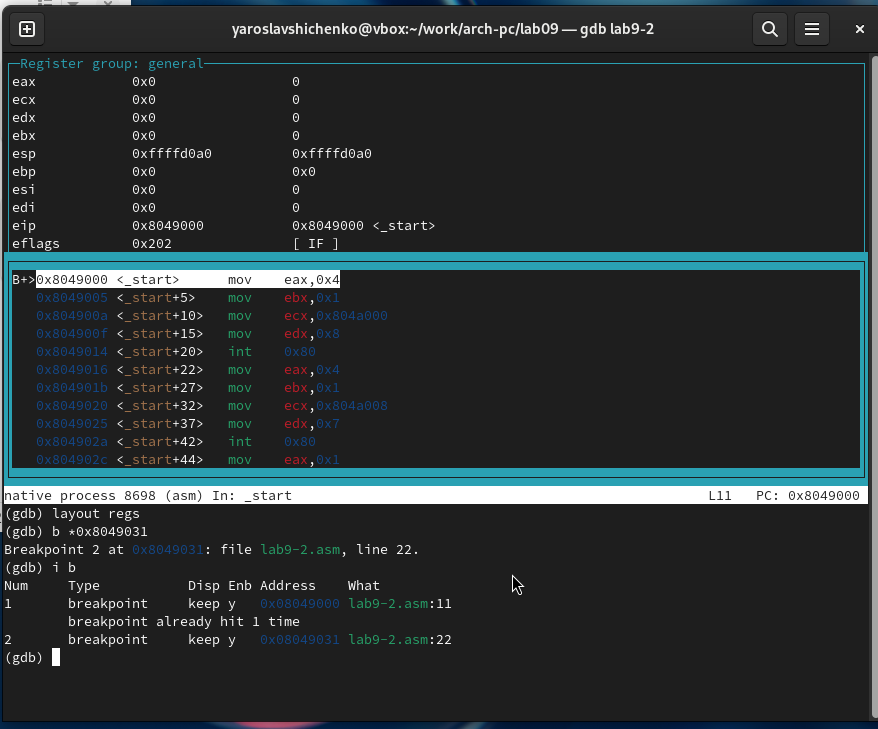 yaroslavshichenko@vbox:~/work/arch-pc/lab09 — gdb lab9-2
Register group: general
eax            0x0                 0
ecx            0x0                 0
edx            0x0                 0
ebx            0x0                 0
esp            0xffffd0a0          0xffffd0a0
ebp            0x0                 0x0
esi            0x0                 0
edi            0x0                 0
eip            0x8049000           0x8049000 <_start>
eflags         0x202               [ IF ]
B+>0x8049000 <_start>      mov    eax,0x4
   0x8049005 <_start+5>    mov    ebx,0x1
   0x804900a <_start+10>   mov    ecx,0x804a000
   0x804900f <_start+15>   mov    edx,0x8
   0x8049014 <_start+20>   int    0x80
   0x8049016 <_start+22>   mov    eax,0x4
   0x804901b <_start+27>   mov    ebx,0x1
   0x8049020 <_start+32>   mov    ecx,0x804a008
   0x8049025 <_start+37>   mov    edx,0x7
   0x804902a <_start+42>   int    0x80
   0x804902c <_start+44>   mov    eax,0x1
native process 8698 (asm) In: _start                    L11   PC: 0x8049000
(gdb) layout regs
(gdb) b *0x8049031
Breakpoint 2 at 0x8049031: file lab9-2.asm, line 22.
(gdb) i b
Num     Type           Disp Enb Address    What
1       breakpoint     keep y   0x08049000 lab9-2.asm:11
        breakpoint already hit 1 time
2       breakpoint     keep y   0x08049031 lab9-2.asm:22
(gdb)